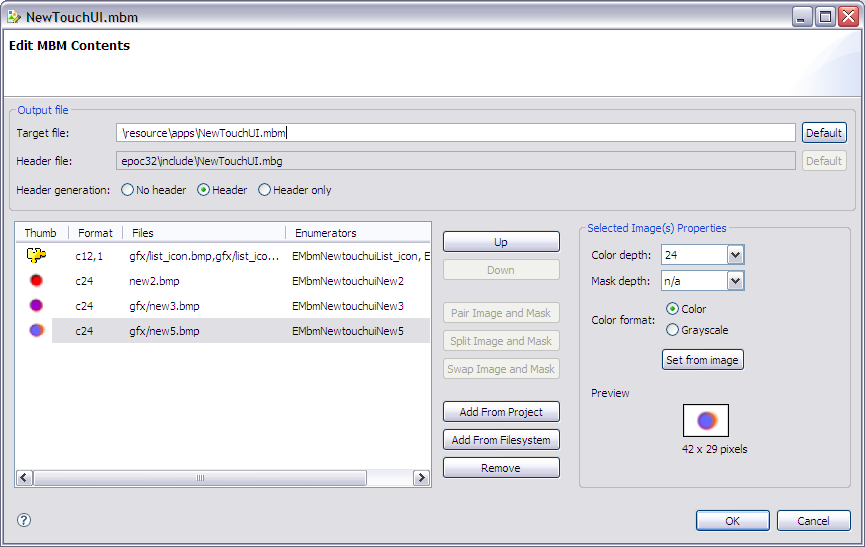 NewTouchUI.mbm
Edit MBM Contents
Output file
Target file: \resource\apps\NewTouchUI.mbm Default
Header file: epoc32\include\NewTouchUI.mbg Default
Header generation: No header Header Header only
Thumb Format Files Enumerators
c12,1 gfx/list_icon.bmp,gfx/list_ico... EMbmNewtouchuiList_icon, E
c24 new2.bmp EMbmNewtouchuiNew2
c24 gfx/new3.bmp EMbmNewtouchuiNew3
c24 gfx/new5.bmp EMbmNewtouchuiNew5
Up
Down
Pair Image and Mask
Split Image and Mask
Swap Image and Mask
Add From Project
Add From Filesystem
Remove
Selected Image(s) Properties
Color depth: 24
Mask depth: n/a
Color format: Color
Grayscale
Set from image
Preview
42 x 29 pixels
? OK Cancel